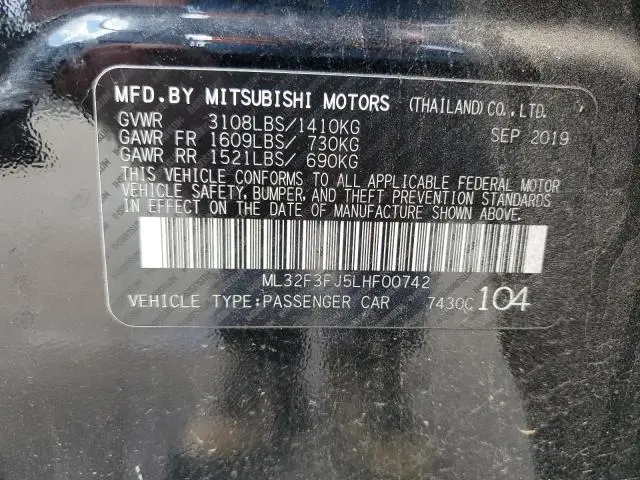 MFD.BY MITSUBISHI MOTORS (THAILAND) CO.,LTD.
GVWR 3108LBS/1410KG SEP 2019
GAWR FR 1609LBS/ 730KG
GAWR RR 1521LBS/ 690KG
THIS VEHICLE CONFORMS TO ALL APPLICABLE FEDERAL MOTOR
VEHICLE SAFETY, BUMPER, AND THEFT PREVENTION STANDARDS
IN EFFECT ON THE DATE OF MANUFACTURE SHOWN ABOVE.
ML32F3FJ5LHF00742
VEHICLE TYPE:PASSENGER CAR 7430C 104